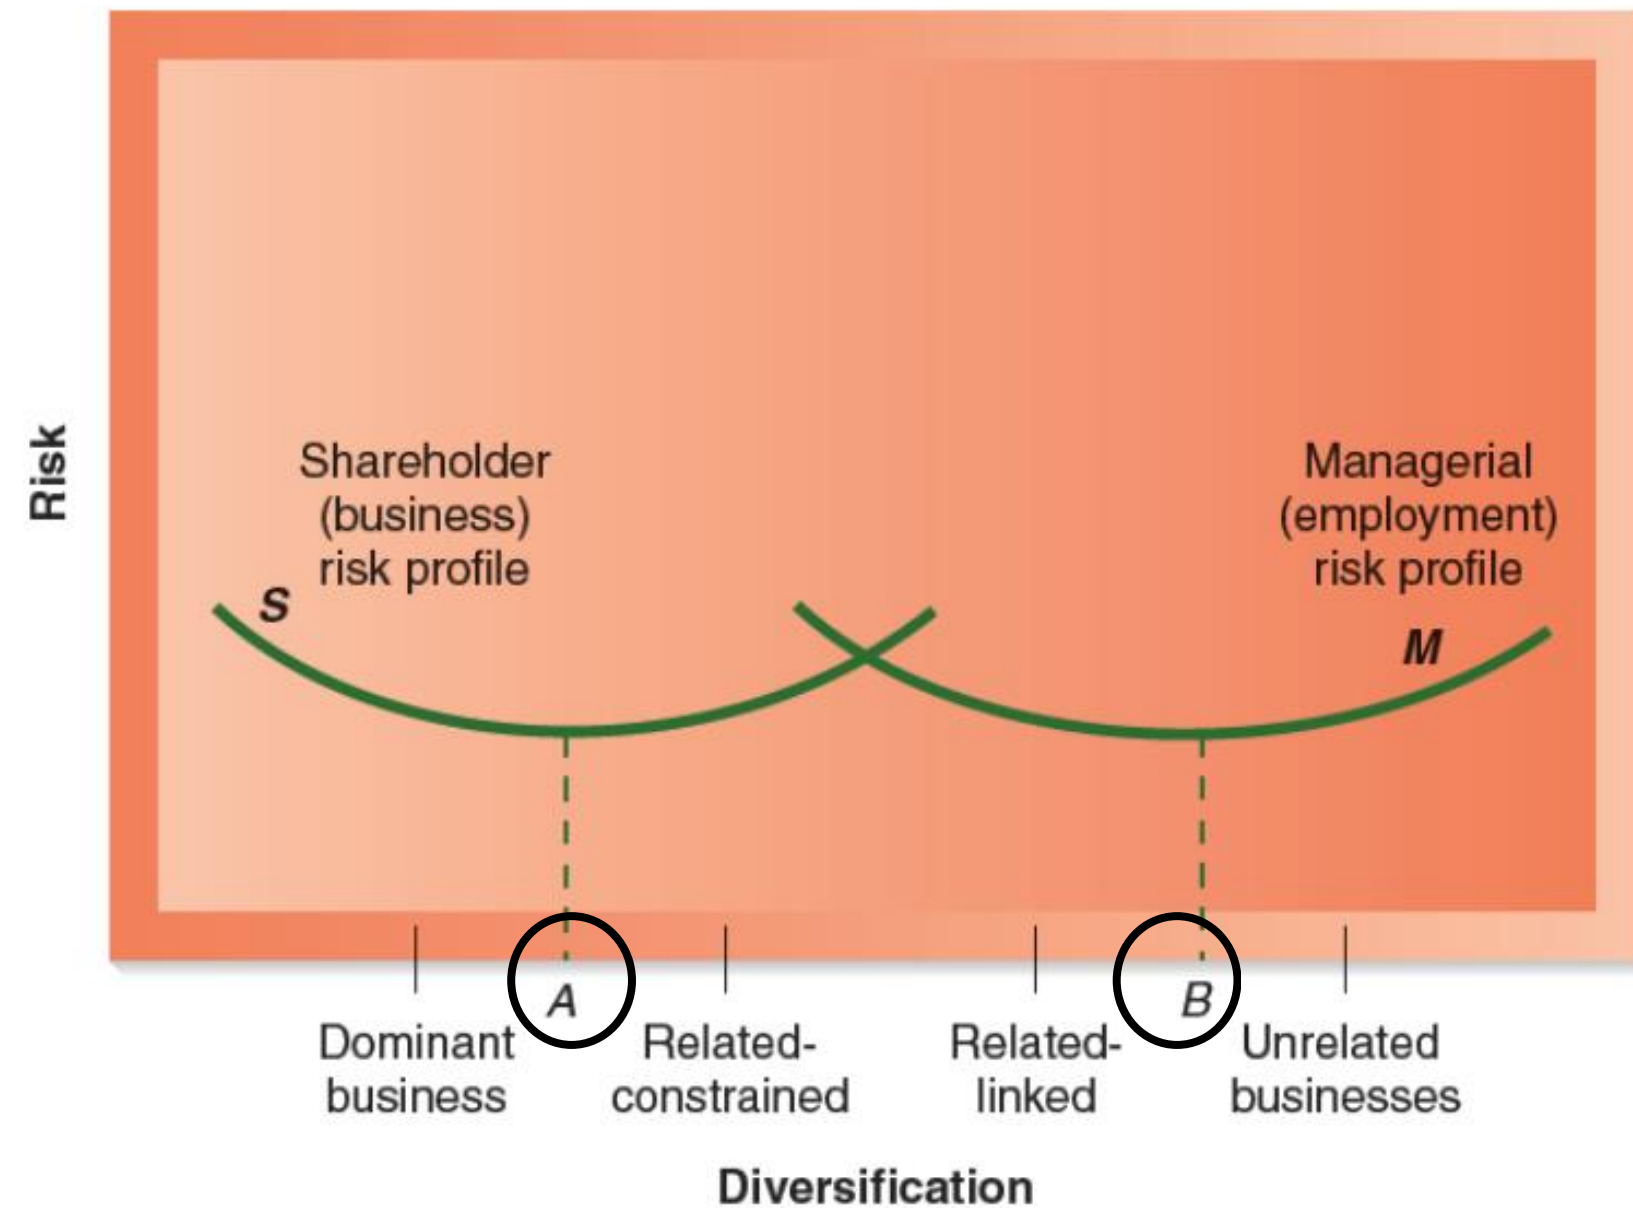 Risk
Shareholder
(business)
risk profile
S
Managerial
(employment)
risk profile
M
A
B
Dominant
business
Related-
constrained
Related-
linked
Unrelated
businesses
Diversification